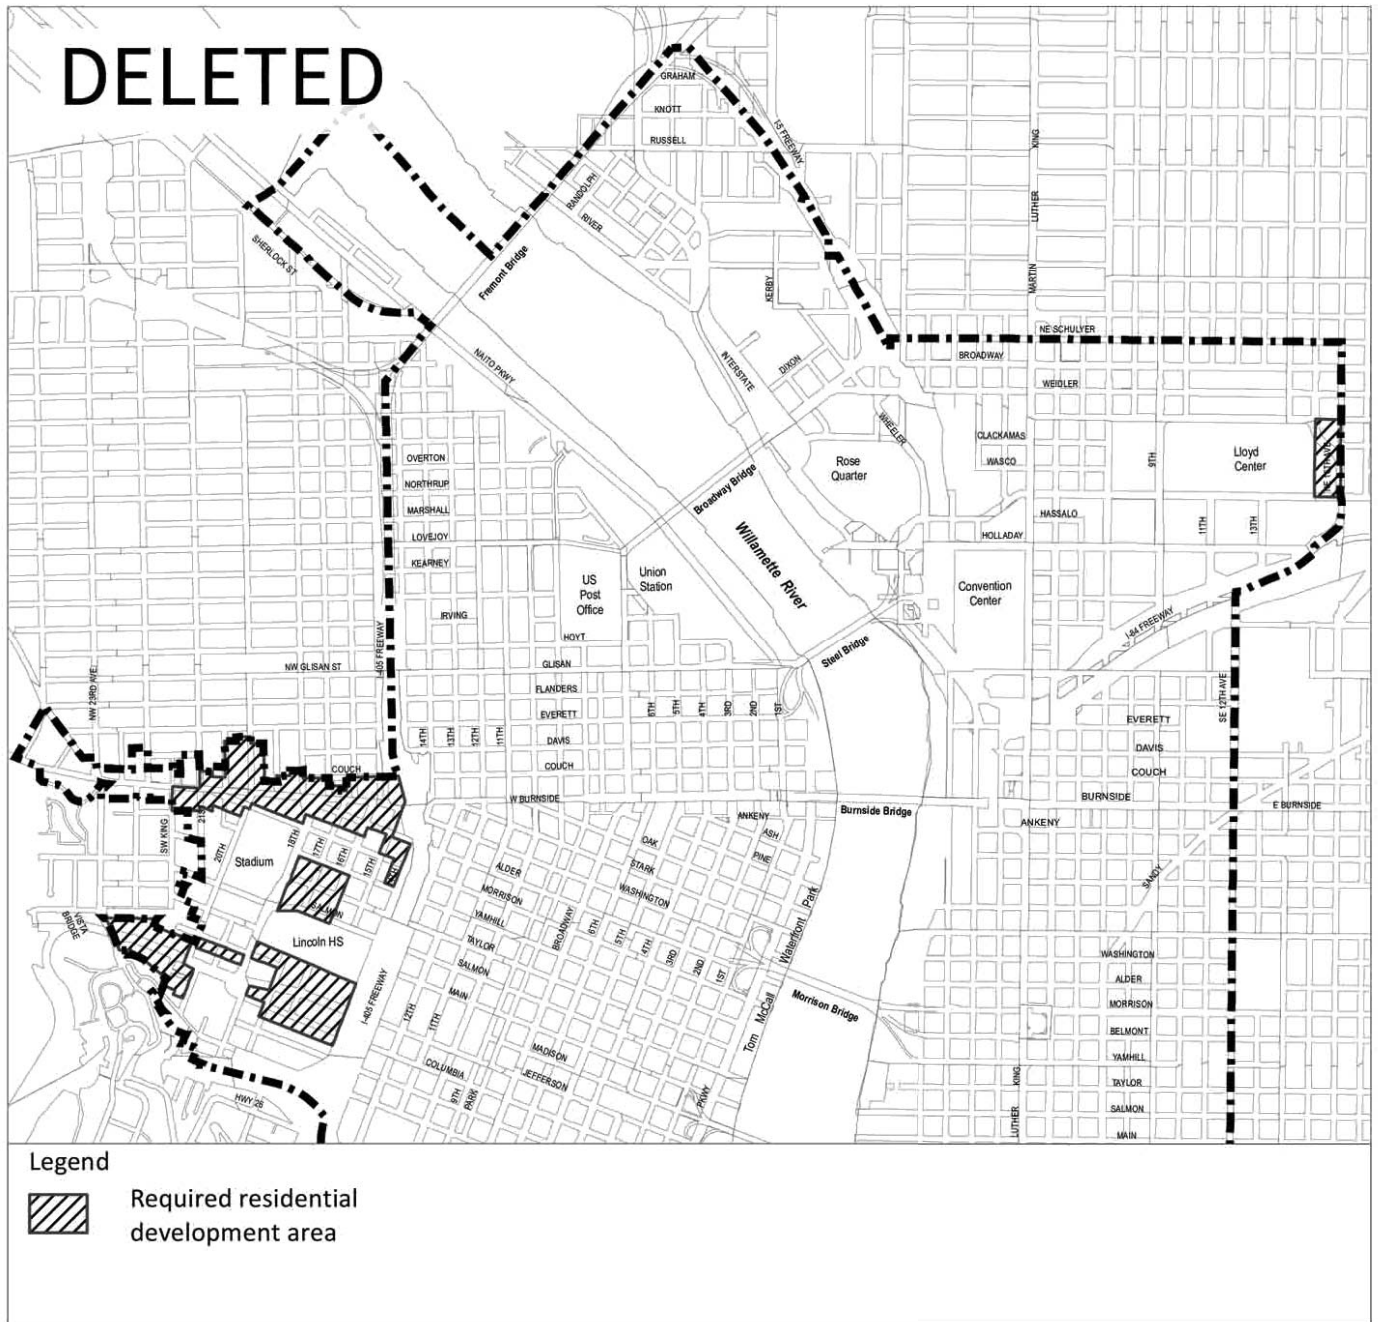 DELETED
GRAHAM
KNOTT
RUSSELL
I-5 FREEWAY
KING
RANDOLPH
RIVER
LUTHER
SHERLOCK ST
Fremont Bridge
KERBY
MARTIN
NE SCHULYER
BROADWAY
NAITO PKWY
INTERSTATE
DIXON
WEIDLER
WHEELER
CLACKAMAS
OVERTON
Rose
Quarter
WASCO
9TH
Lloyd
Center
NORTHRUP
Broadway Bridge
MARSHALL
HASSALO
11TH
13TH
LOVEJOY
HOLLADAY
Willamette River
KEARNEY
US
Post
Office
Union
Station
Convention
Center
IRVING
I-84 FREEWAY
HOYT
I-405 FREEWAY
Steel Bridge
NW GLISAN ST
GLISAN
NW 23RD AVE
FLANDERS
SE 12TH AVE
EVERETT
6TH
5TH
4TH
3RD
2ND
1ST
EVERETT
14TH
13TH
12TH
11TH
DAVIS
DAVIS
COUCH
COUCH
COUCH
W BURNSIDE
BURNSIDE
E BURNSIDE
Burnside Bridge
ANKENY
ANKENY
SW KING
20TH
18TH
17TH
16TH
15TH
Stadium
OAK
ASH
STARK
PINE
ALDER
SANDY
MORRISON
WASHINGTON
SALMON
VISTA
BRIDGE
YAMHILL
BROADWAY
6TH
5TH
4TH
3RD
2ND
1ST
Waterfront Park
Lincoln HS
TAYLOR
WASHINGTON
SALMON
ALDER
I-405 FREEWAY
MAIN
Morrison Bridge
MORRISON
12TH
11TH
Tom McCall
BELMONT
MADISON
YAMHILL
COLUMBIA
JEFFERSON
KING
TAYLOR
HWY 26
9TH
PARK
PKWY
LUTHER
SALMON
MAIN
Legend
Required residential
development area